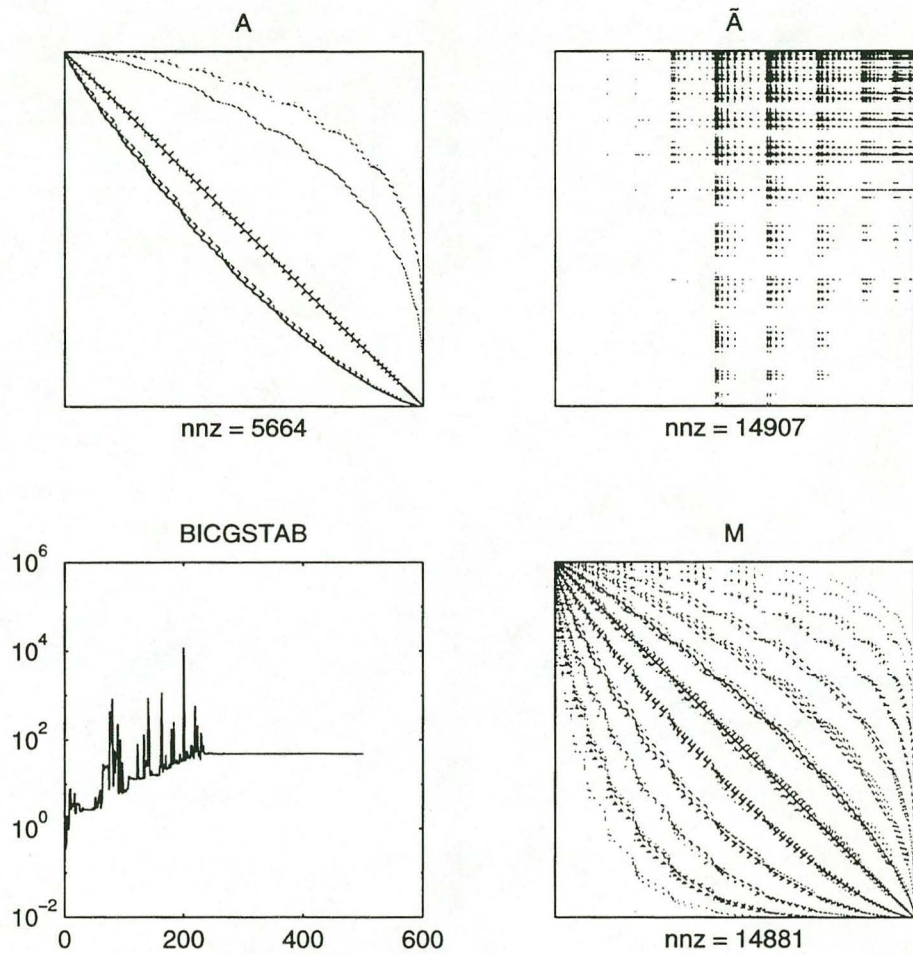 A
Ã
nnz = 5664
nnz = 14907
BICGSTAB
M
10^6
10^4
10^2
10^0
10^-2
0
200
400
600
nnz = 14881